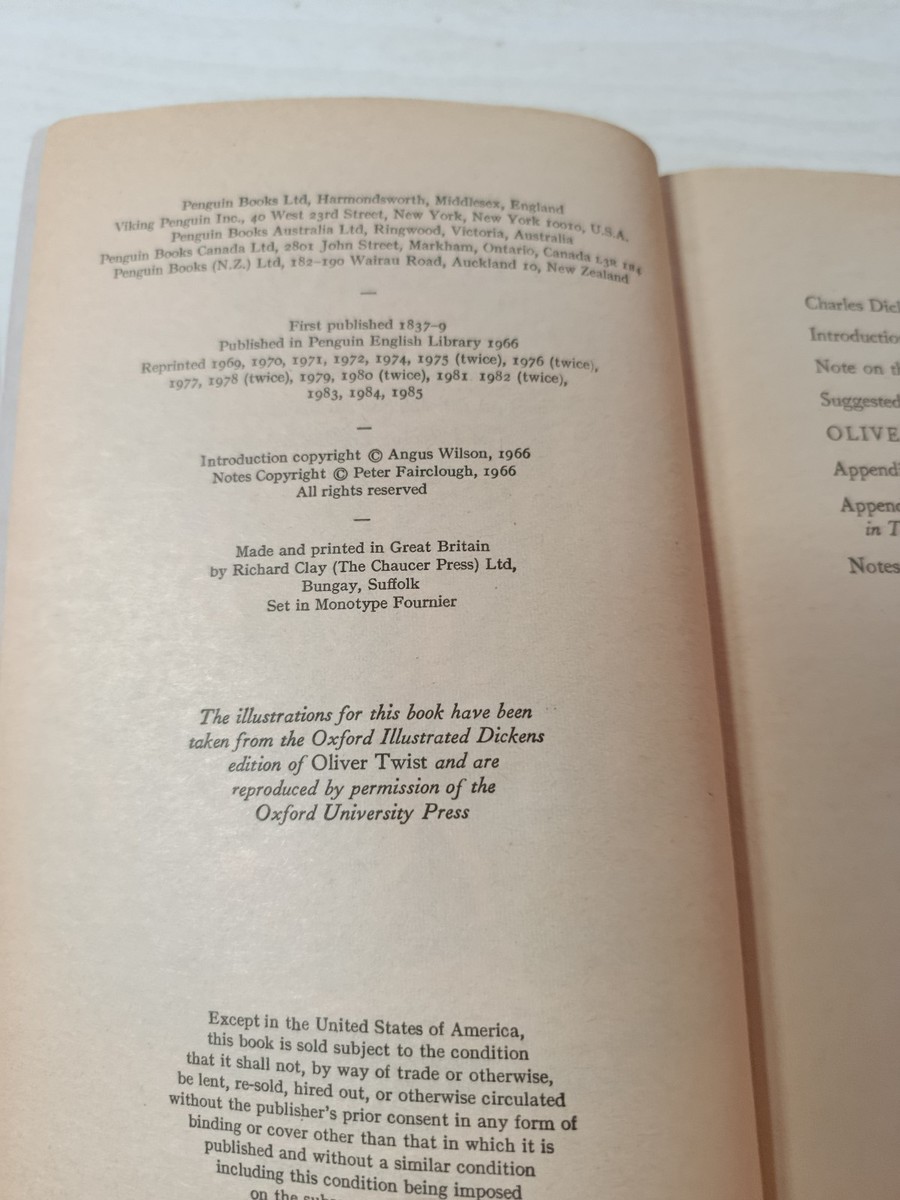 Penguin Books Ltd, Harmondsworth, Middlesex, England
Viking Penguin Inc., 40 West 23rd Street, New York, New York 10010, U.S.A.
Penguin Books Australia Ltd, Ringwood, Victoria, Australia
Penguin Books Canada Ltd, 2801 John Street, Markham, Ontario, Canada L3R 1B4
Penguin Books (N.Z.) Ltd, 182–190 Wairau Road, Auckland 10, New Zealand
—
First published 1837–9
Published in Penguin English Library 1966
Reprinted 1969, 1970, 1971, 1972, 1974, 1975 (twice), 1976 (twice),
1977, 1978 (twice), 1979, 1980 (twice), 1981 1982 (twice),
1983, 1984, 1985
—
Introduction copyright © Angus Wilson, 1966
Notes Copyright © Peter Fairclough, 1966
All rights reserved
—
Made and printed in Great Britain
by Richard Clay (The Chaucer Press) Ltd,
Bungay, Suffolk
Set in Monotype Fournier
The illustrations for this book have been
taken from the Oxford Illustrated Dickens
edition of Oliver Twist and are
reproduced by permission of the
Oxford University Press
Except in the United States of America,
this book is sold subject to the condition
that it shall not, by way of trade or otherwise,
be lent, re-sold, hired out, or otherwise circulated
without the publisher's prior consent in any form of
binding or cover other than that in which it is
published and without a similar condition
including this condition being imposed
on the
Charles Dic
Introductio
Note on th
Suggested
OLIVE
Appendi
Appen
in T
Notes